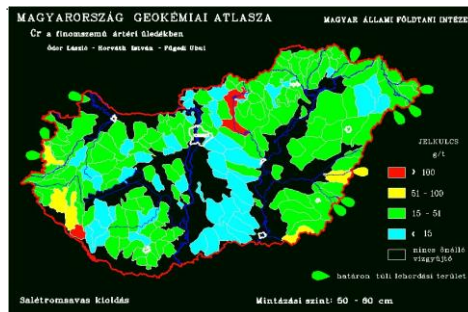 MAGYARORSZÁG GEOKÉMIAI ATLASZA
MAGYAR ÁLLAMI FÖLDTANI INTÉZET
Cr a finomszemű ártéri üledékben
Ódor László - Horváth István - Fügedi Ubul
JELKULCS
g/t
> 100
51 - 100
15 - 51
< 15
nincs önálló
vízgyűjtő
határon túli lehordási terület
Salétromsavas kioldás
Mintázási szint: 50 - 60 cm